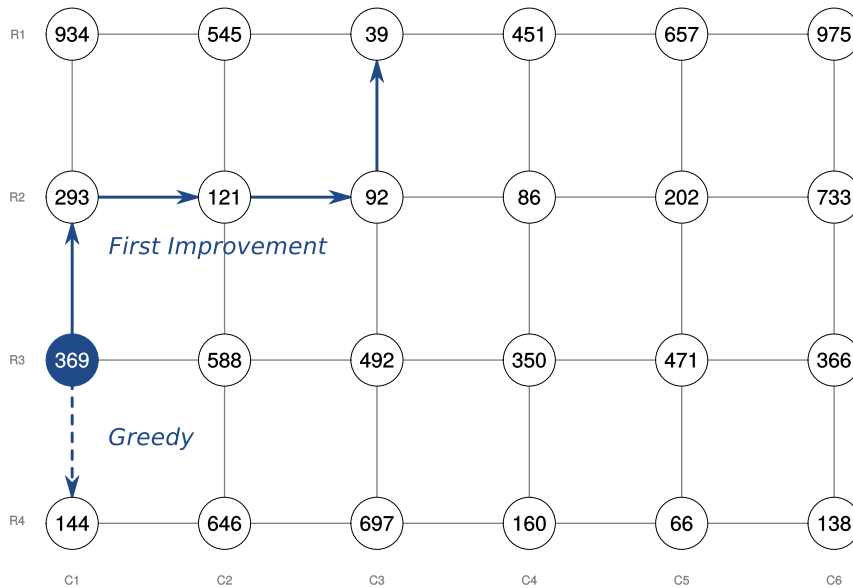 R1 934 545 39 451 657 975
R2 293 121 92 86 202 733
First Improvement
R3 369 588 492 350 471 366
Greedy
R4 144 646 697 160 66 138
C1 C2 C3 C4 C5 C6